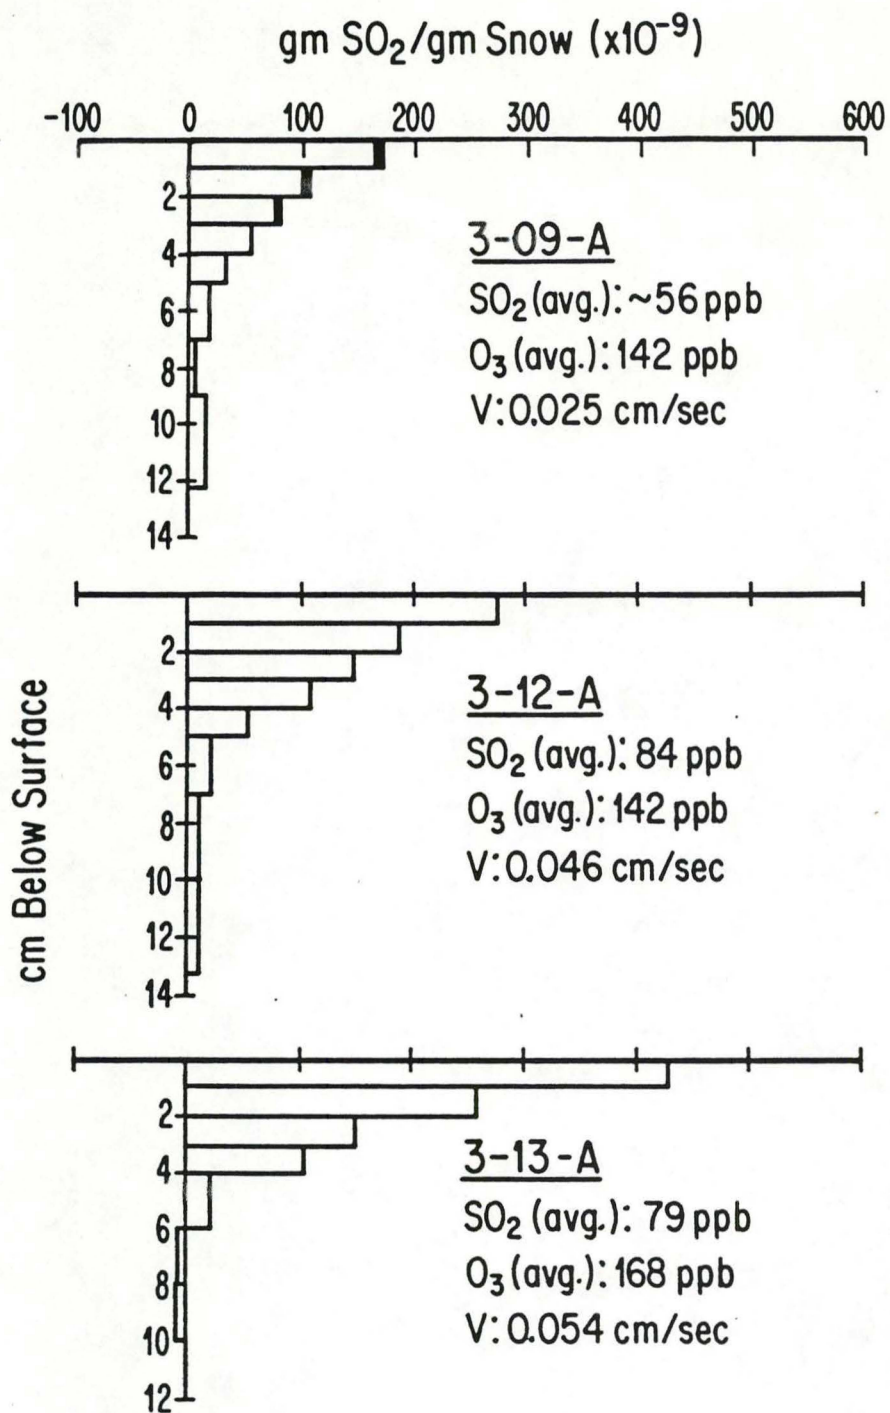 gm SO₂/gm Snow (x10⁻⁹)
-100 0 100 200 300 400 500 600
2
4
6
8
10
12
14
3-09-A
SO₂ (avg.): ~56 ppb
O₃ (avg.): 142 ppb
V: 0.025 cm/sec
cm Below Surface
2
4
6
8
10
12
14
3-12-A
SO₂ (avg.): 84 ppb
O₃ (avg.): 142 ppb
V: 0.046 cm/sec
2
4
6
8
10
12
3-13-A
SO₂ (avg.): 79 ppb
O₃ (avg.): 168 ppb
V: 0.054 cm/sec